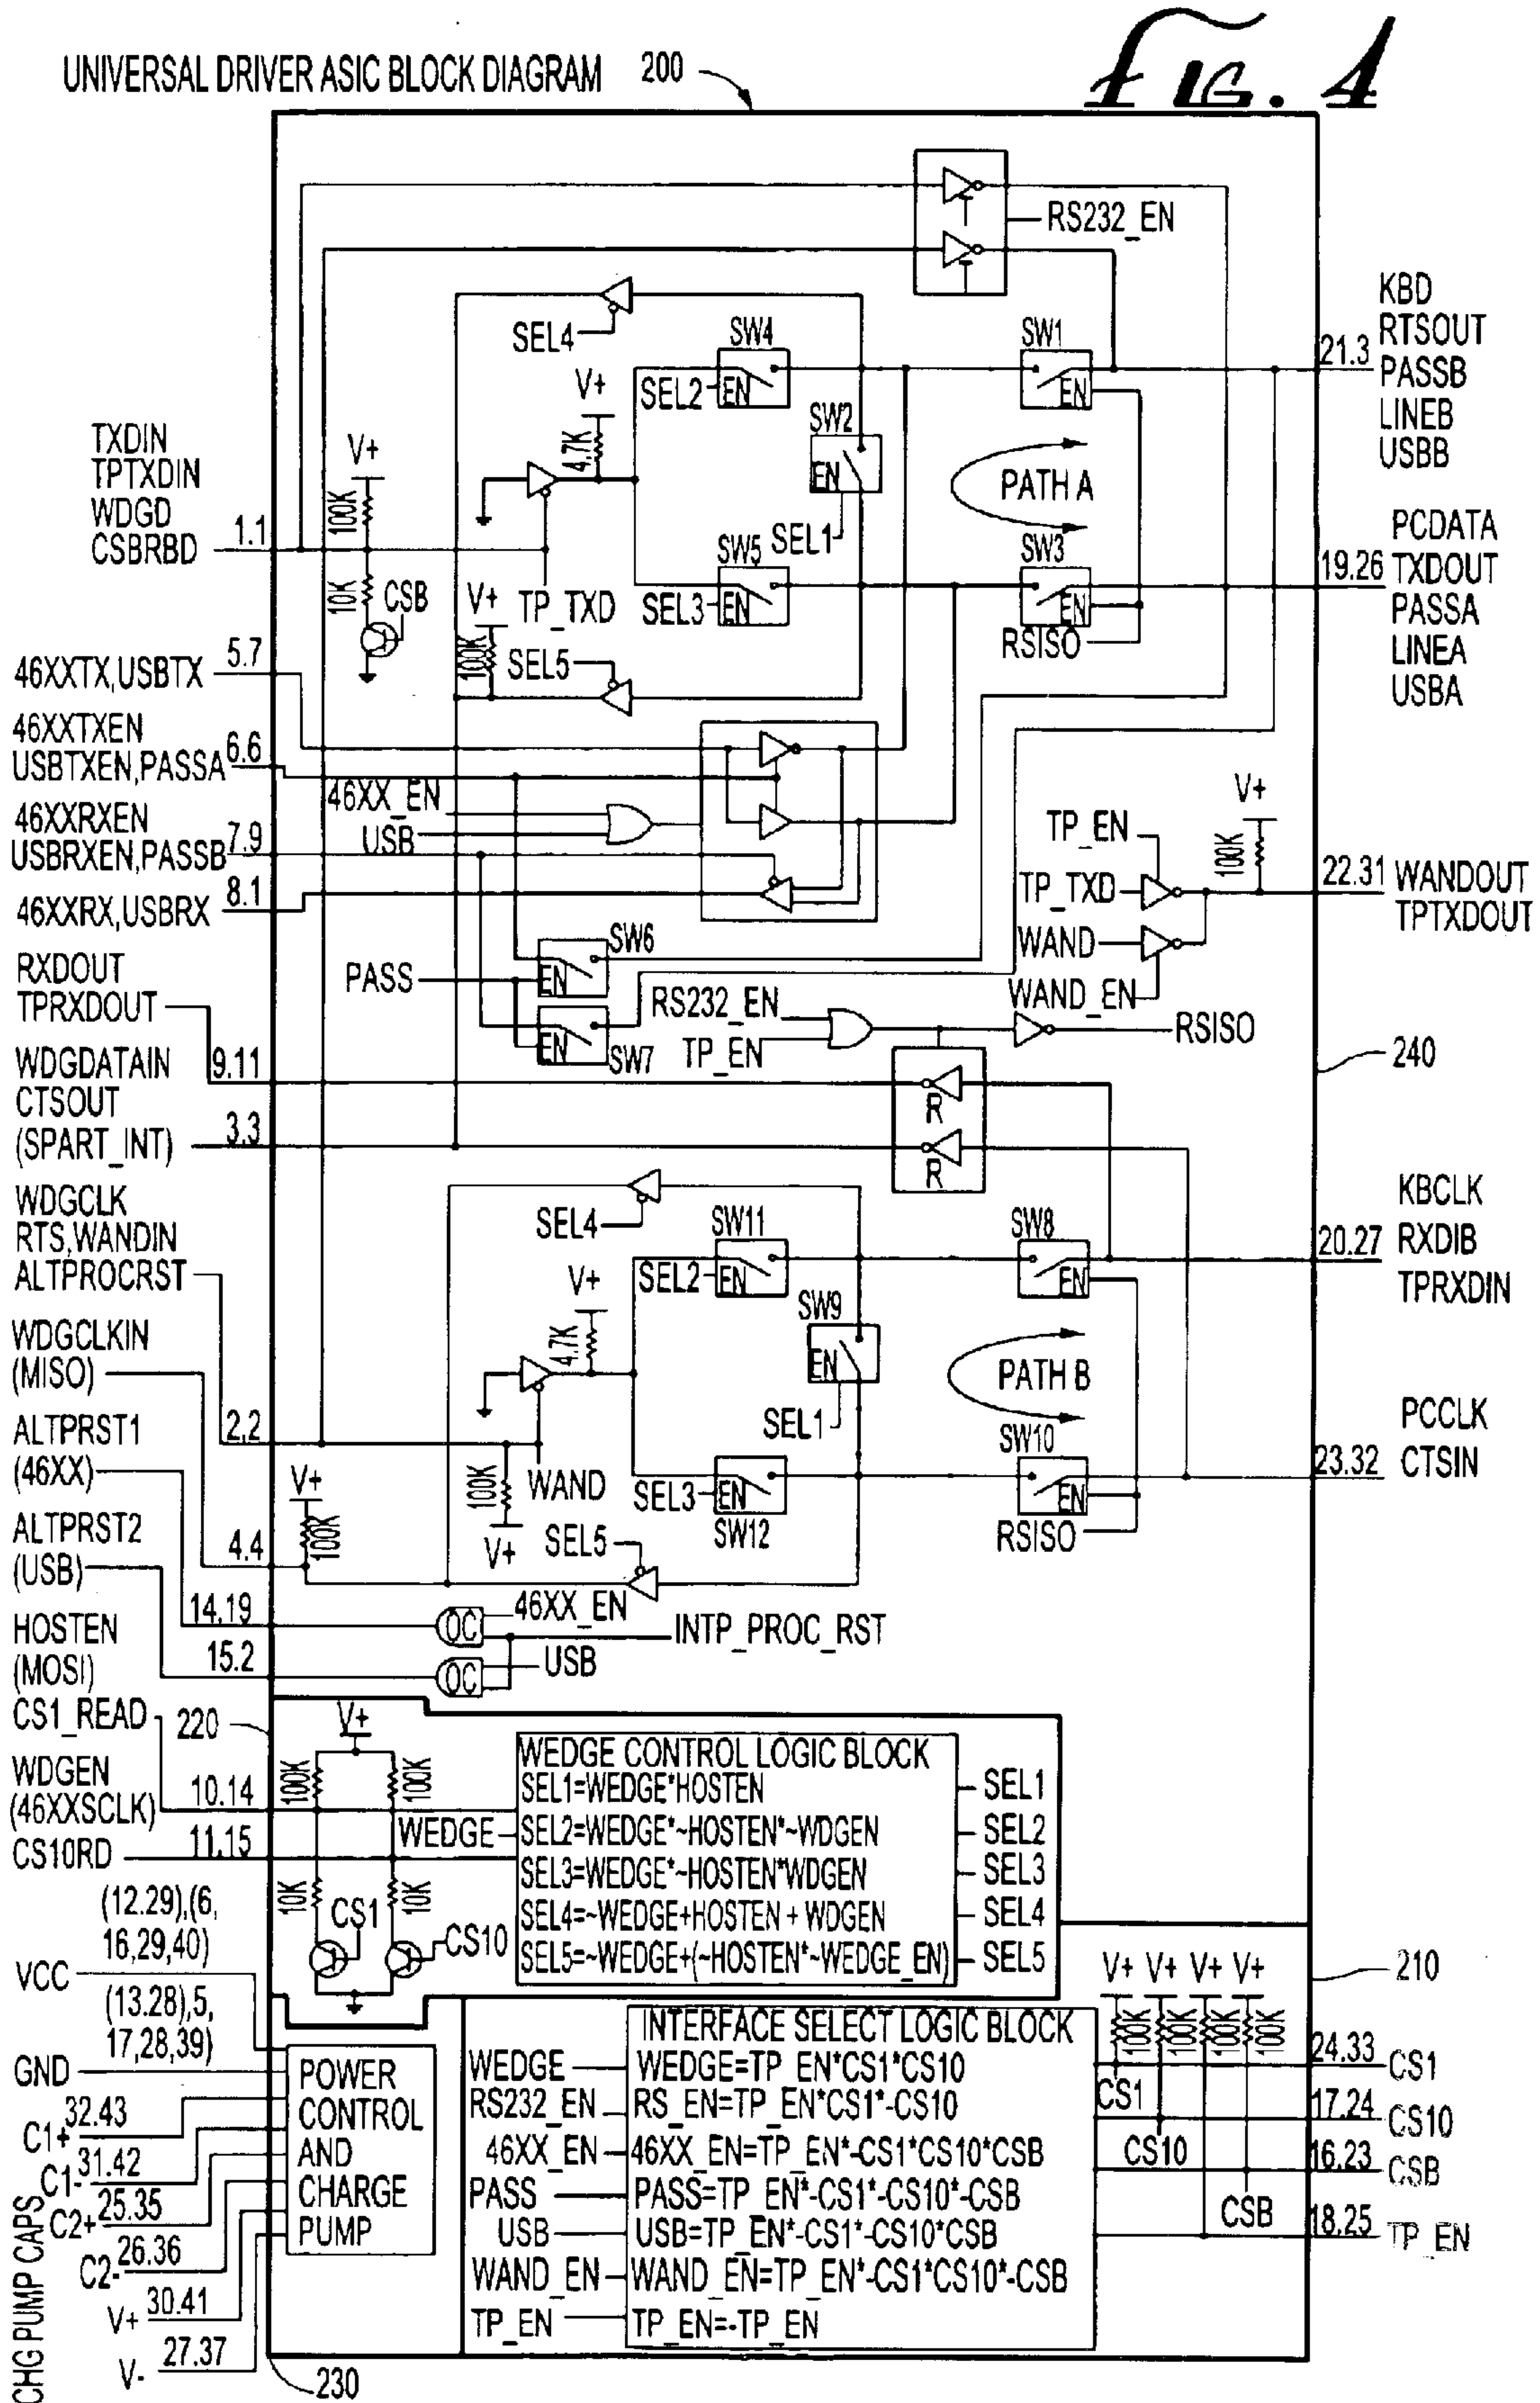 UNIVERSAL DRIVER ASIC BLOCK DIAGRAM 200
FIG. 4
RS232_EN
SEL4
SW4
SW1
KBD
RTSOUT
21.3
PASSB
LINEB
USBB
V+
SEL2
EN
EN
SW2
EN
4.7K
TXDIN
TPTXDIN
WDGD
CSBRBD
1.1
V+
100K
PATH A
SEL1
SW5
SW3
PCDATA
19.26
TXDOUT
PASSA
LINEA
USBA
10K
CSB
V+
TP_TXD
SEL3
EN
EN
RSISO
100K
SEL5
46XXTX,USBTX
5.7
46XXTXEN
USBTXEN,PASSA
6.6
46XX_EN
USB
46XXRXEN
USBRXEN,PASSB
7.9
46XXRX,USBRX
8.1
V+
TP_EN
100K
TP_TXD
WAND
WAND_EN
22.31
WANDOUT
TPTXDOUT
SW6
EN
PASS
EN
SW7
RXDOUT
TPRXDOUT
RS232_EN
TP_EN
RSISO
240
WDGDATAIN
9.11
CTSOUT
(SPART_INT)
3.3
R
R
WDGCLK
RTS,WANDIN
ALTPROCRST
SEL4
SW11
SW8
KBCLK
20.27
RXDIB
TPRXDIN
V+
SEL2
EN
EN
SW9
EN
4.7K
WDGCLKIN
(MISO)
PATH B
SEL1
SW10
PCCLK
23.32
CTSIN
ALTPRST1
2,2
(46XX)
V+
100K
WAND
SEL3
EN
SW12
EN
RSISO
ALTPRST2
(USB)
4.4
100K
V+
SEL5
14.19
OC
46XX_EN
INTP_PROC_RST
HOSTEN
(MOSI)
15.2
OC
USB
CS1_READ
220
V+
WEDGE CONTROL LOGIC BLOCK
WDGEN
(46XXSCLK)
10.14
100K
100K
SEL1=WEDGE*HOSTEN
SEL1
WEDGE
SEL2=WEDGE*~HOSTEN*~WDGEN
SEL2
CS10RD
11.15
SEL3=WEDGE*~HOSTEN*WDGEN
SEL3
10K
10K
SEL4=~WEDGE+HOSTEN + WDGEN
SEL4
CS1
CS10
SEL5=~WEDGE+(~HOSTEN*~WEDGE_EN)
SEL5
(12.29),(6,
16,29,40)
VCC
(13.28),5,
17,28,39)
GND
210
V+ V+ V+ V+
100K
100K
100K
100K
INTERFACE SELECT LOGIC BLOCK
WEDGE
WEDGE=TP_EN*CS1*CS10
24.33
CS1
CS1
RS232_EN
RS_EN=TP_EN*CS1*-CS10
17.24
CS10
CS10
46XX_EN
46XX_EN=TP_EN*-CS1*CS10*CSB
16.23
CSB
CSB
PASS
PASS=TP_EN*-CS1*-CS10*-CSB
USB
USB=TP_EN*-CS1*-CS10*CSB
18.25
TP_EN
WAND_EN
WAND_EN=TP_EN*-CS1*CS10*-CSB
TP_EN
TP_EN=-TP_EN
POWER
CONTROL
AND
CHARGE
PUMP
CHG PUMP CAPS
C1+
32.43
C1-
31.42
C2+
25.35
C2-
26.36
V+
30.41
V-
27.37
230